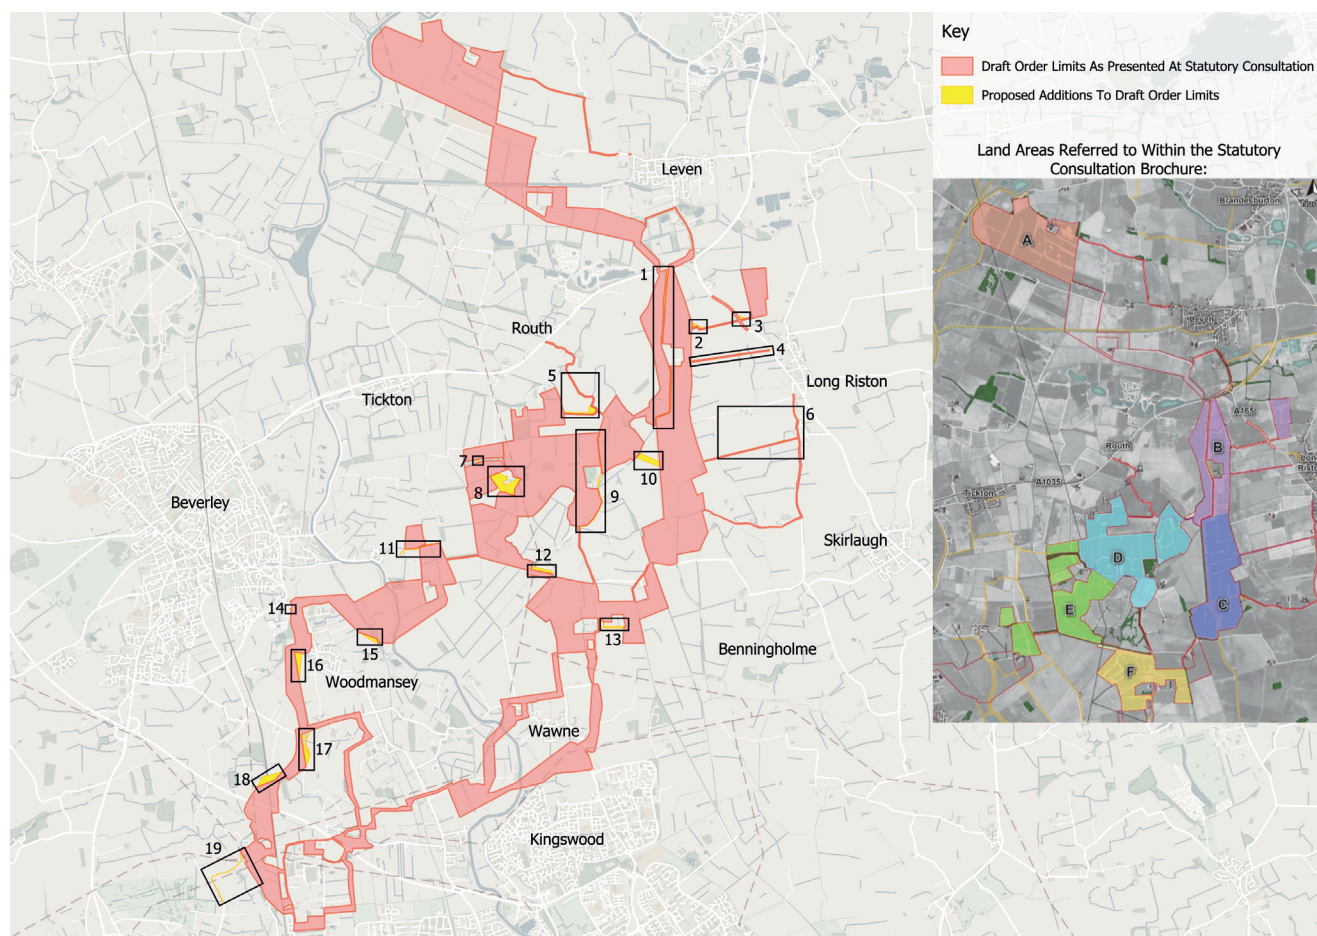 Key
Draft Order Limits As Presented At Statutory Consultation
Proposed Additions To Draft Order Limits
Land Areas Referred to Within the Statutory
Consultation Brochure:
Brandesburton
A
Leven
A165
Routh
B
Long
Riston
A1035
Tickton
D
E
C
F
Leven
1
2
3
Routh
4
5
Long Riston
Tickton
6
7
8
9
10
Beverley
Skirlaugh
11
12
14
13
15
Benningholme
16
Woodmansey
Wawne
17
18
Kingswood
19